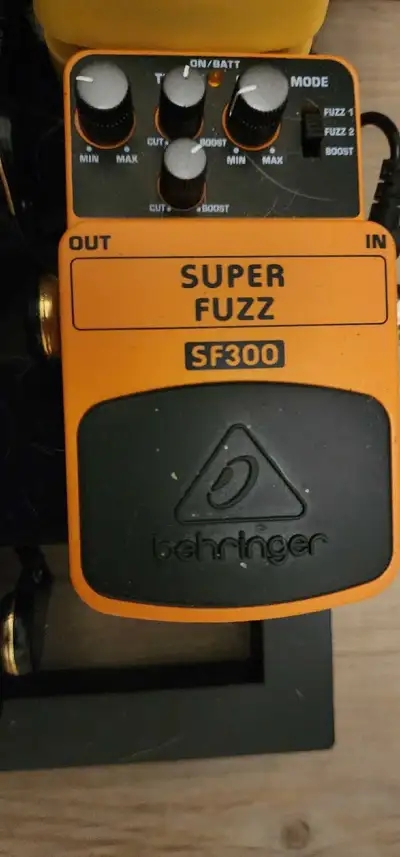 ON/BATT
MODE
FUZZ 1
FUZZ 2
BOOST
CUT BOOST
MIN MAX
MIN MAX
CUT BOOST
OUT IN
SUPER
FUZZ
SF300
behringer